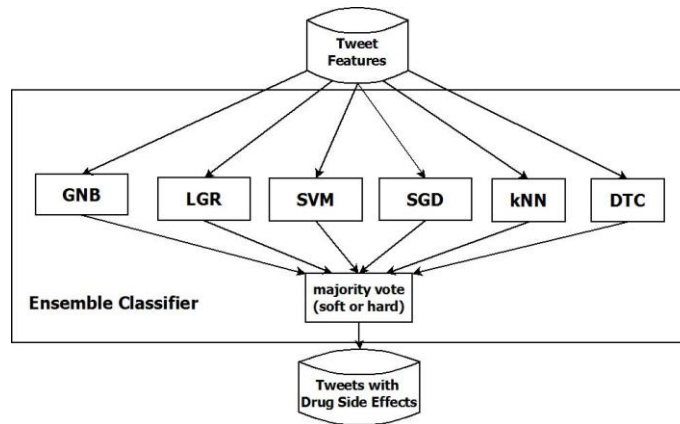 Tweet
Features
GNB
LGR
SVM
SGD
kNN
DTC
majority vote
(soft or hard)
Ensemble Classifier
Tweets with
Drug Side Effects